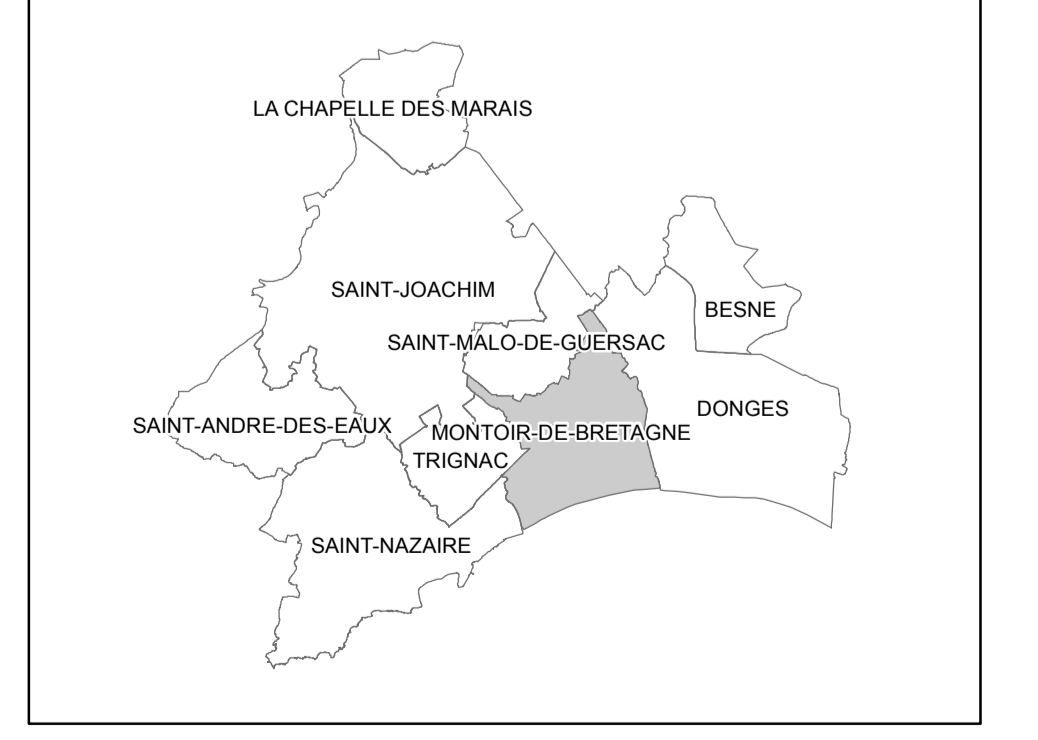 LA CHAPELLE DES MARAIS
SAINT-JOACHIM
BESNE
SAINT-MALO-DE-GUERSAC
DONGES
SAINT-ANDRE-DES-EAUX
MONTOIR-DE-BRETAGNE
TRIGNAC
SAINT-NAZAIRE